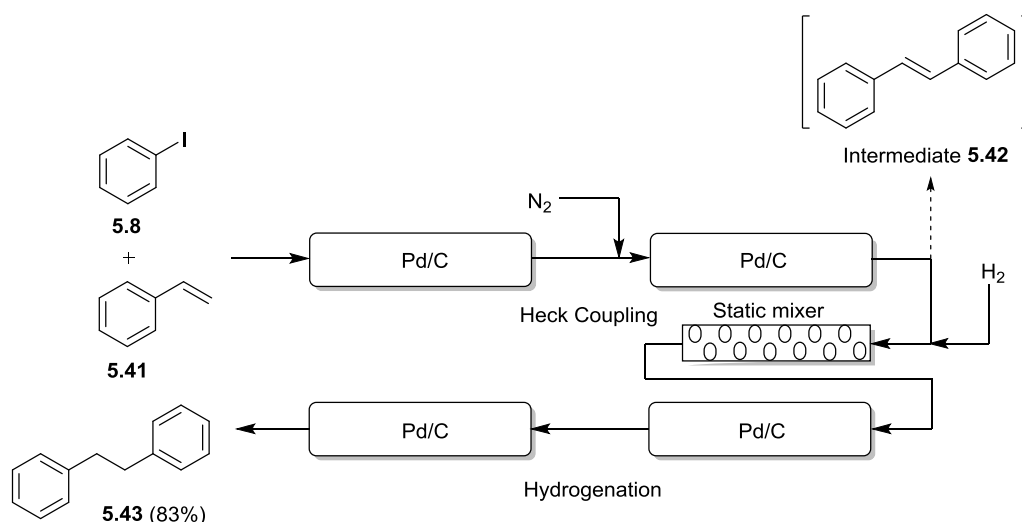 Intermediate 5.42
I
5.8
+
5.41
N2
Pd/C
Pd/C
Heck Coupling
H2
Static mixer
Pd/C
Pd/C
Hydrogenation
5.43 (83%)